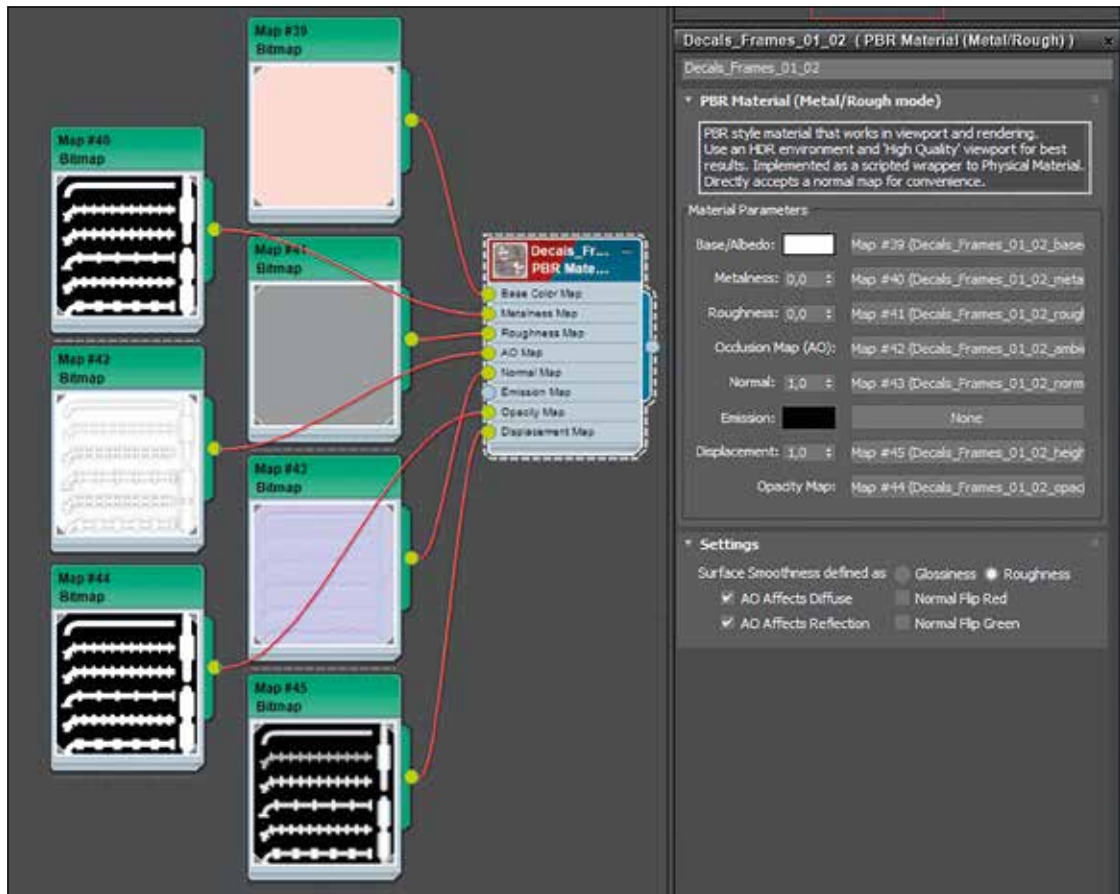 Map #39
Bitmap
Map #40
Bitmap
Map #41
Bitmap
Map #42
Bitmap
Map #43
Bitmap
Map #44
Bitmap
Map #45
Bitmap
Decals_Fr...
PBR Mate...
Base Color Map
Metalness Map
Roughness Map
AO Map
Normal Map
Emission Map
Opacity Map
Displacement Map
Decals_Frames_01_02 ( PBR Material (Metal/Rough) )
Decals_Frames_01_02
PBR Material (Metal/Rough mode)
PBR style material that works in viewport and rendering.
Use an HDR environment and 'High Quality' viewport for best
results. Implemented as a scripted wrapper to Physical Material.
Directly accepts a normal map for convenience.
Material Parameters
Base/Albedo: Map #39 (Decals_Frames_01_02_base
Metalness: 0,0 Map #40 (Decals_Frames_01_02_meta
Roughness: 0,0 Map #41 (Decals_Frames_01_02_rough
Occlusion Map (AO): Map #42 (Decals_Frames_01_02_ambi
Normal: 1,0 Map #43 (Decals_Frames_01_02_norm
Emission: None
Displacement: 1,0 Map #45 (Decals_Frames_01_02_heigh
Opacity Map: Map #44 (Decals_Frames_01_02_opaci
Settings
Surface Smoothness defined as Glossiness Roughness
AO Affects Diffuse Normal Flip Red
AO Affects Reflection Normal Flip Green